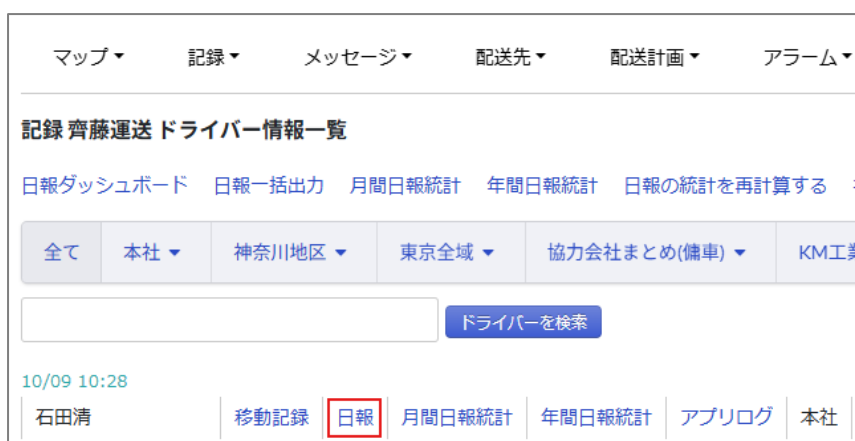 マップ▼ 記録▼ メッセージ▼ 配送先▼ 配送計画▼ アラーム▼
記録 齊藤運送 ドライバー情報一覧
日報ダッシュボード 日報一括出力 月間日報統計 年間日報統計 日報の統計を再計算する
全て 本社▼ 神奈川地区▼ 東京全域▼ 協力会社まとめ(傭車)▼ KM工業
ドライバーを検索
10/09 10:28
石田清 移動記録 日報 月間日報統計 年間日報統計 アプリログ 本社